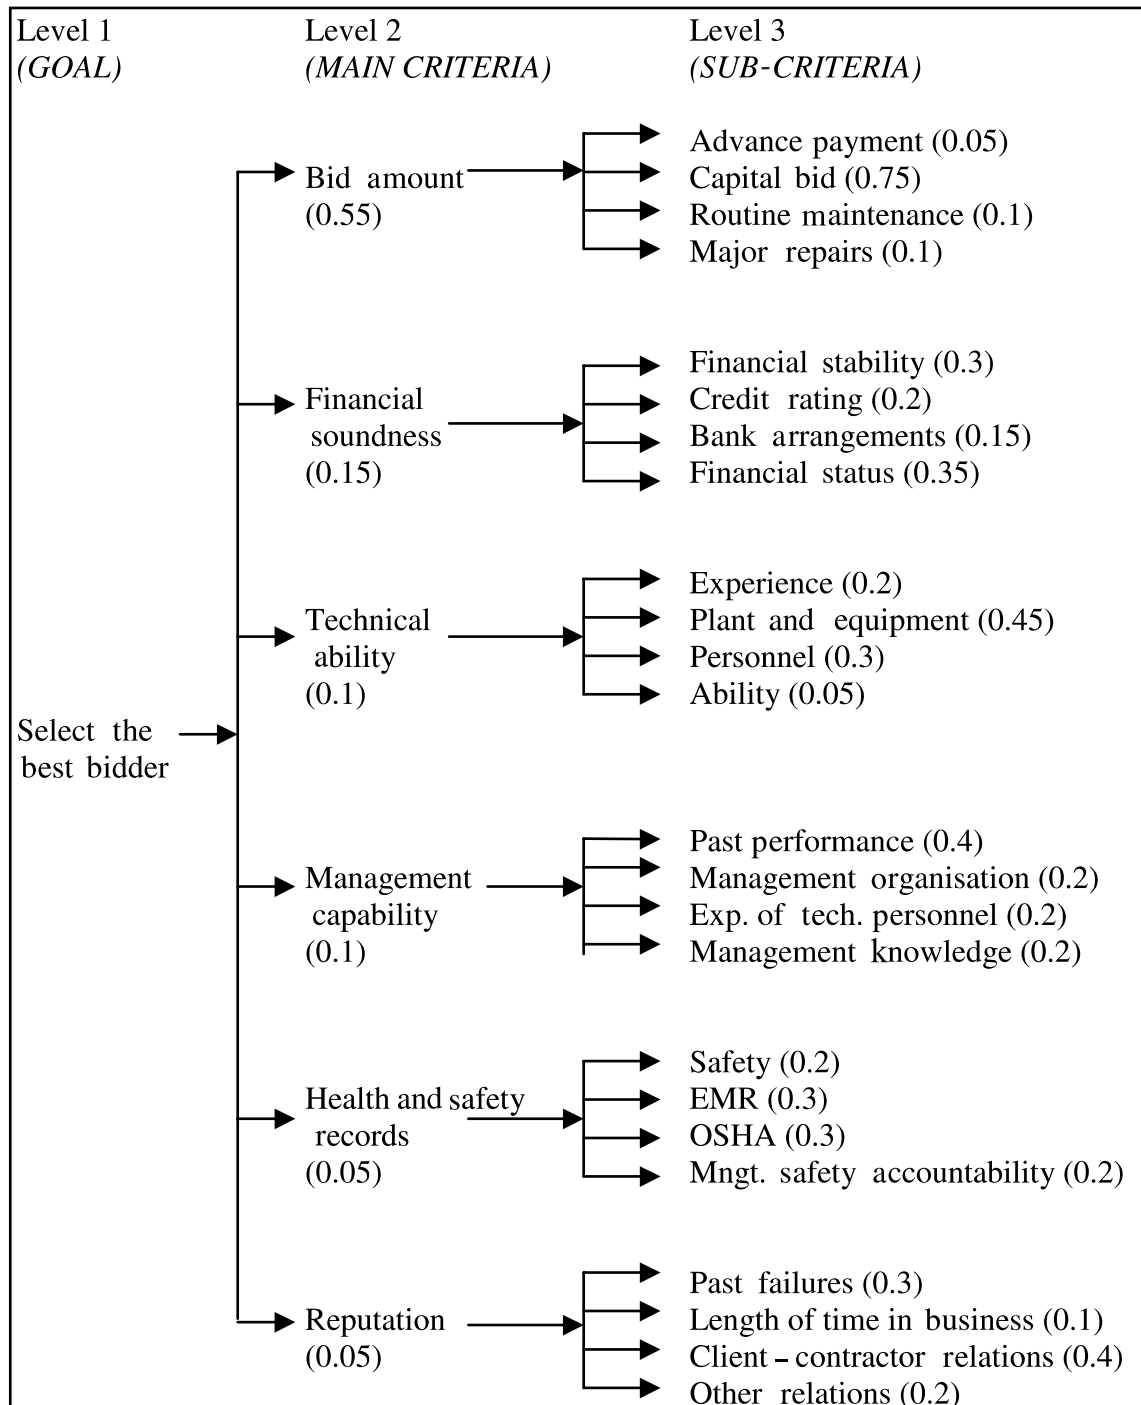 Level 1
(GOAL)
Level 2
(MAIN CRITERIA)
Level 3
(SUB-CRITERIA)
Select the
best bidder
Bid amount
(0.55)
Advance payment (0.05)
Capital bid (0.75)
Routine maintenance (0.1)
Major repairs (0.1)
Financial
soundness
(0.15)
Financial stability (0.3)
Credit rating (0.2)
Bank arrangements (0.15)
Financial status (0.35)
Technical
ability
(0.1)
Experience (0.2)
Plant and equipment (0.45)
Personnel (0.3)
Ability (0.05)
Management
capability
(0.1)
Past performance (0.4)
Management organisation (0.2)
Exp. of tech. personnel (0.2)
Management knowledge (0.2)
Health and safety
records
(0.05)
Safety (0.2)
EMR (0.3)
OSHA (0.3)
Mngt. safety accountability (0.2)
Reputation
(0.05)
Past failures (0.3)
Length of time in business (0.1)
Client–contractor relations (0.4)
Other relations (0.2)